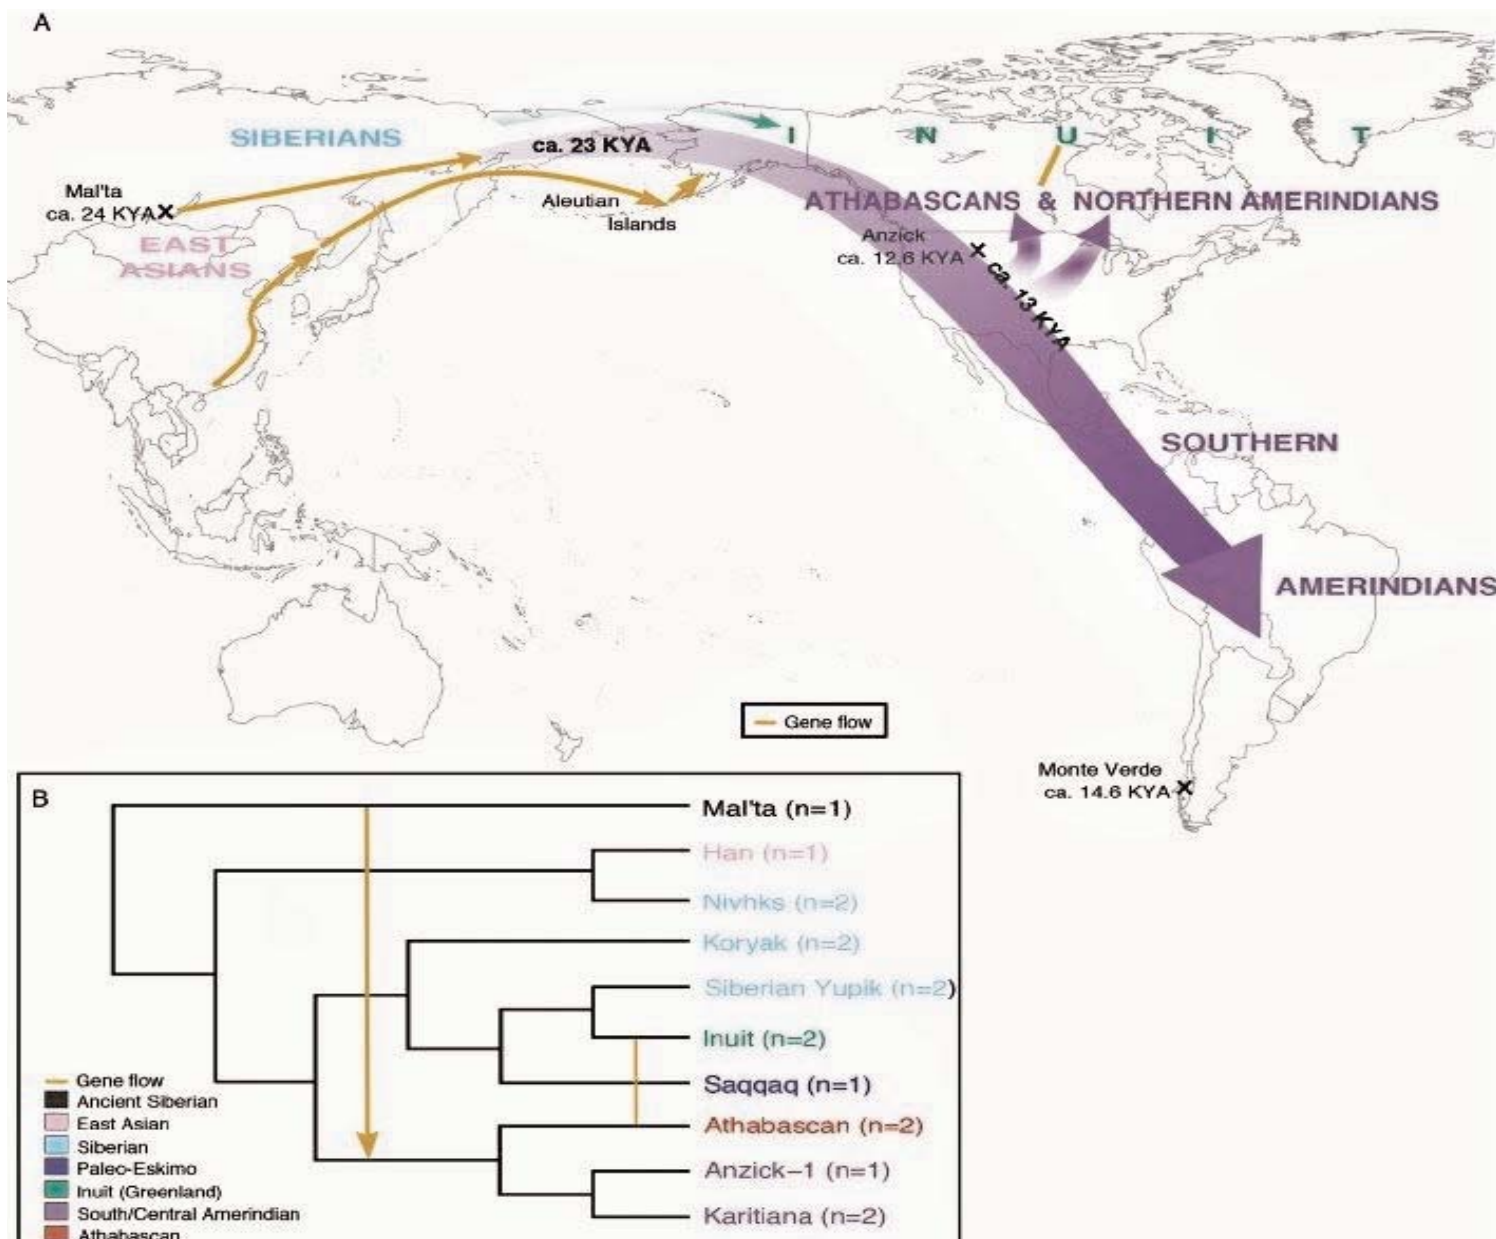 A
SIBERIANS
ca. 23 KYA
I N U I T
Mal'ta
ca. 24 KYA
Aleutian
Islands
ATHABASCANS & NORTHERN AMERINDIANS
EAST
ASIANS
Anzick
ca. 12.6 KYA
ca. 13 KYA
SOUTHERN
AMERINDIANS
Gene flow
Monte Verde
ca. 14.6 KYA
B
Mal'ta (n=1)
Han (n=1)
Nivhks (n=2)
Koryak (n=2)
Siberian Yupik (n=2)
Inuit (n=2)
Saqqaq (n=1)
Athabascan (n=2)
Anzick–1 (n=1)
Karitiana (n=2)
Gene flow
Ancient Siberian
East Asian
Siberian
Paleo-Eskimo
Inuit (Greenland)
South/Central Amerindian
Athabascan